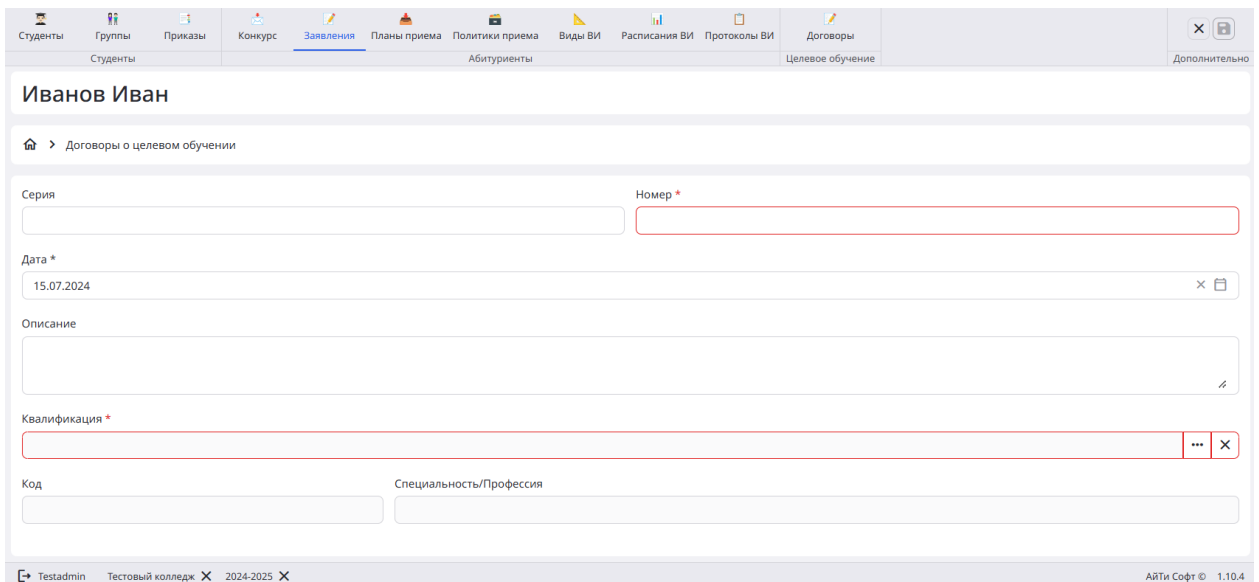 Студенты Группы Приказы Конкурс Заявления Планы приема Политики приема Виды ВИ Расписания ВИ Протоколы ВИ Договоры
Студенты Абитуриенты Целевое обучение Дополнительно
Иванов Иван
Договоры о целевом обучении
Серия Номер *
Дата *
15.07.2024
Описание
Квалификация *
Код Специальность/Профессия
Testadmin Тестовый колледж 2024-2025 АйТи Софт © 1.10.4